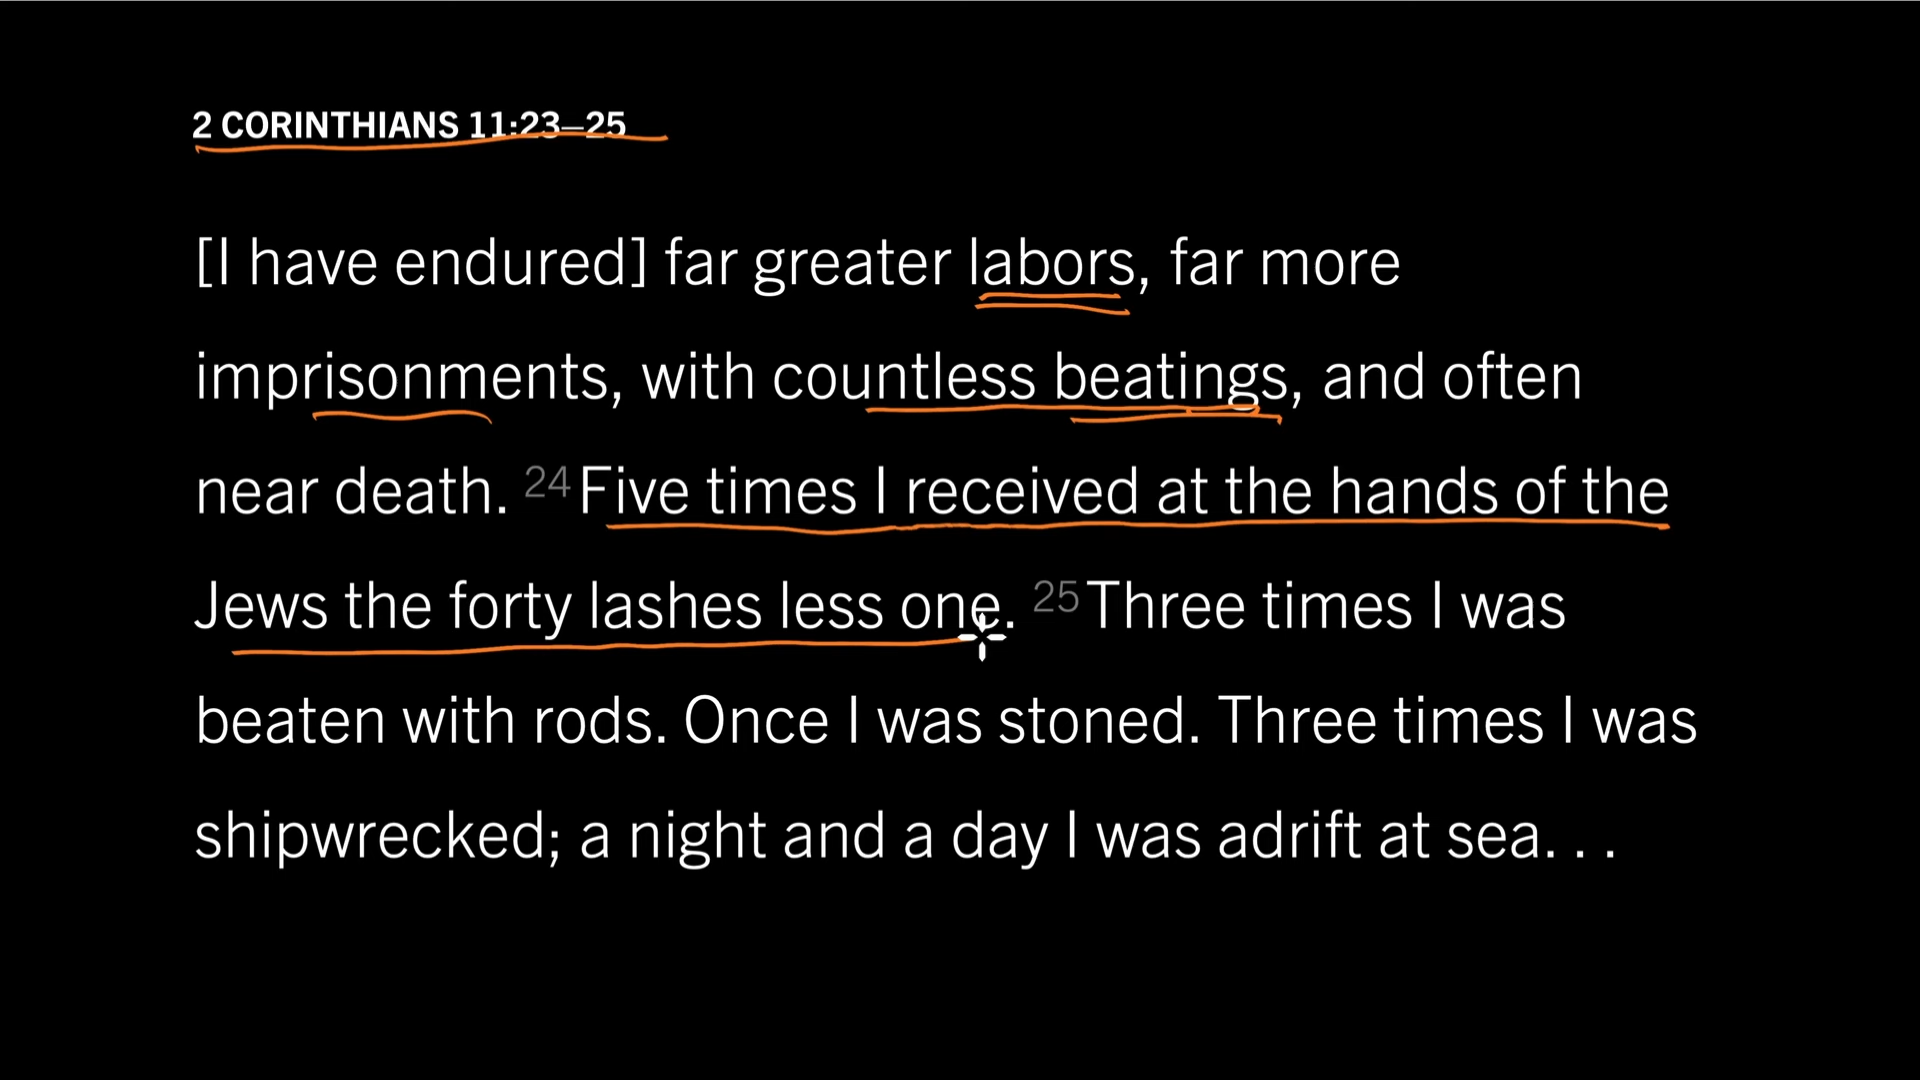 2 CORINTHIANS 11:23–25
[I have endured] far greater labors, far more
imprisonments, with countless beatings, and often
near death. 24 Five times I received at the hands of the
Jews the forty lashes less one. 25 Three times I was
beaten with rods. Once I was stoned. Three times I was
shipwrecked; a night and a day I was adrift at sea. . .